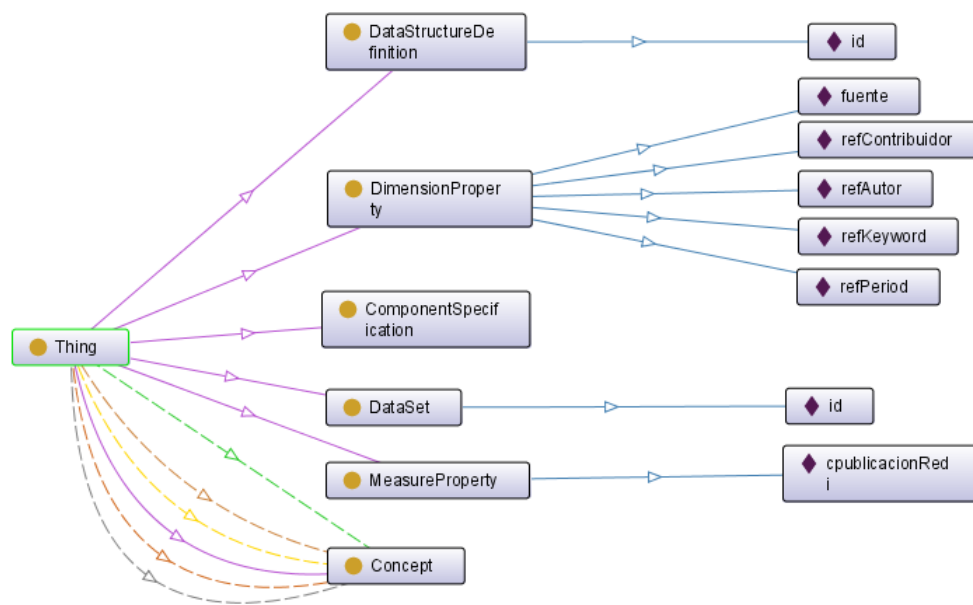 DataStructureDe
finition
id
fuente
refContribuidor
DimensionProper
ty
refAutor
refKeyword
refPeriod
ComponentSpecif
ication
Thing
DataSet
id
MeasureProperty
cpublicacionRed
i
Concept